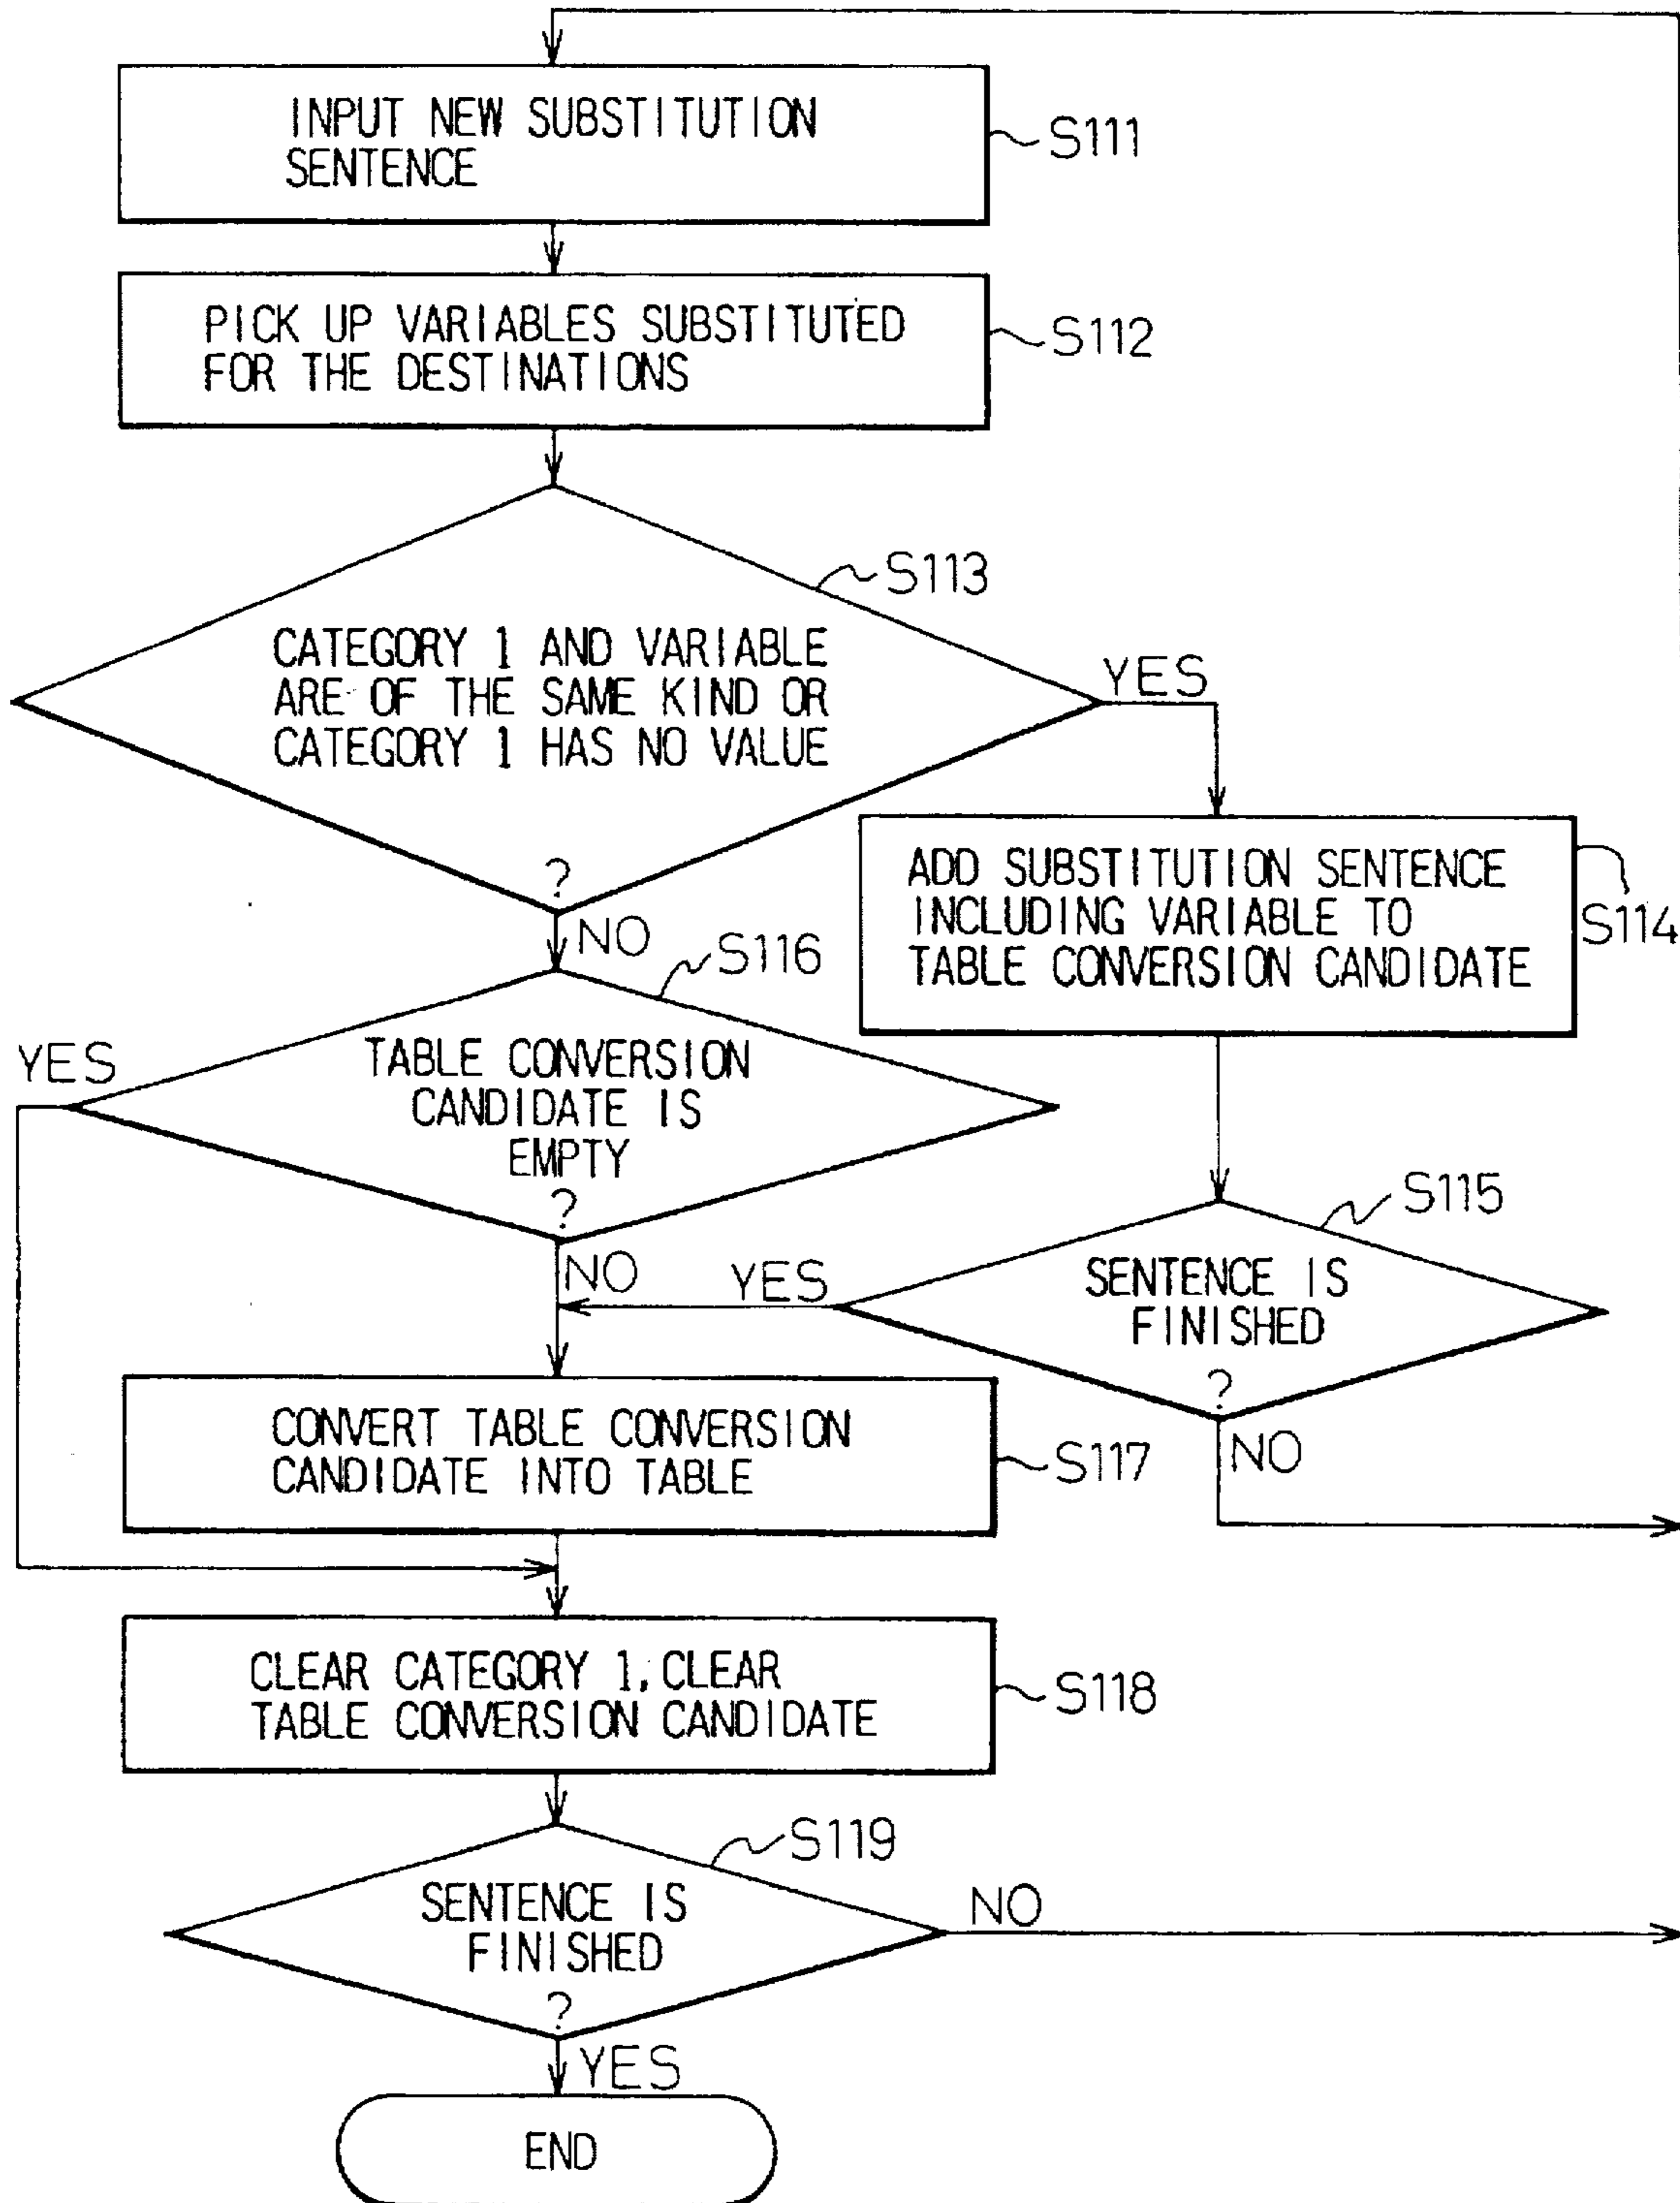 INPUT NEW SUBSTITUTION
SENTENCE
S111
PICK UP VARIABLES SUBSTITUTED
FOR THE DESTINATIONS
S112
S113
CATEGORY 1 AND VARIABLE
ARE OF THE SAME KIND OR
CATEGORY 1 HAS NO VALUE
?
YES
NO
ADD SUBSTITUTION SENTENCE
INCLUDING VARIABLE TO
TABLE CONVERSION CANDIDATE
S114
S116
YES
TABLE CONVERSION
CANDIDATE IS
EMPTY
?
NO
S115
YES
SENTENCE IS
FINISHED
?
NO
CONVERT TABLE CONVERSION
CANDIDATE INTO TABLE
S117
CLEAR CATEGORY 1, CLEAR
TABLE CONVERSION CANDIDATE
S118
S119
SENTENCE IS
FINISHED
?
NO
YES
END